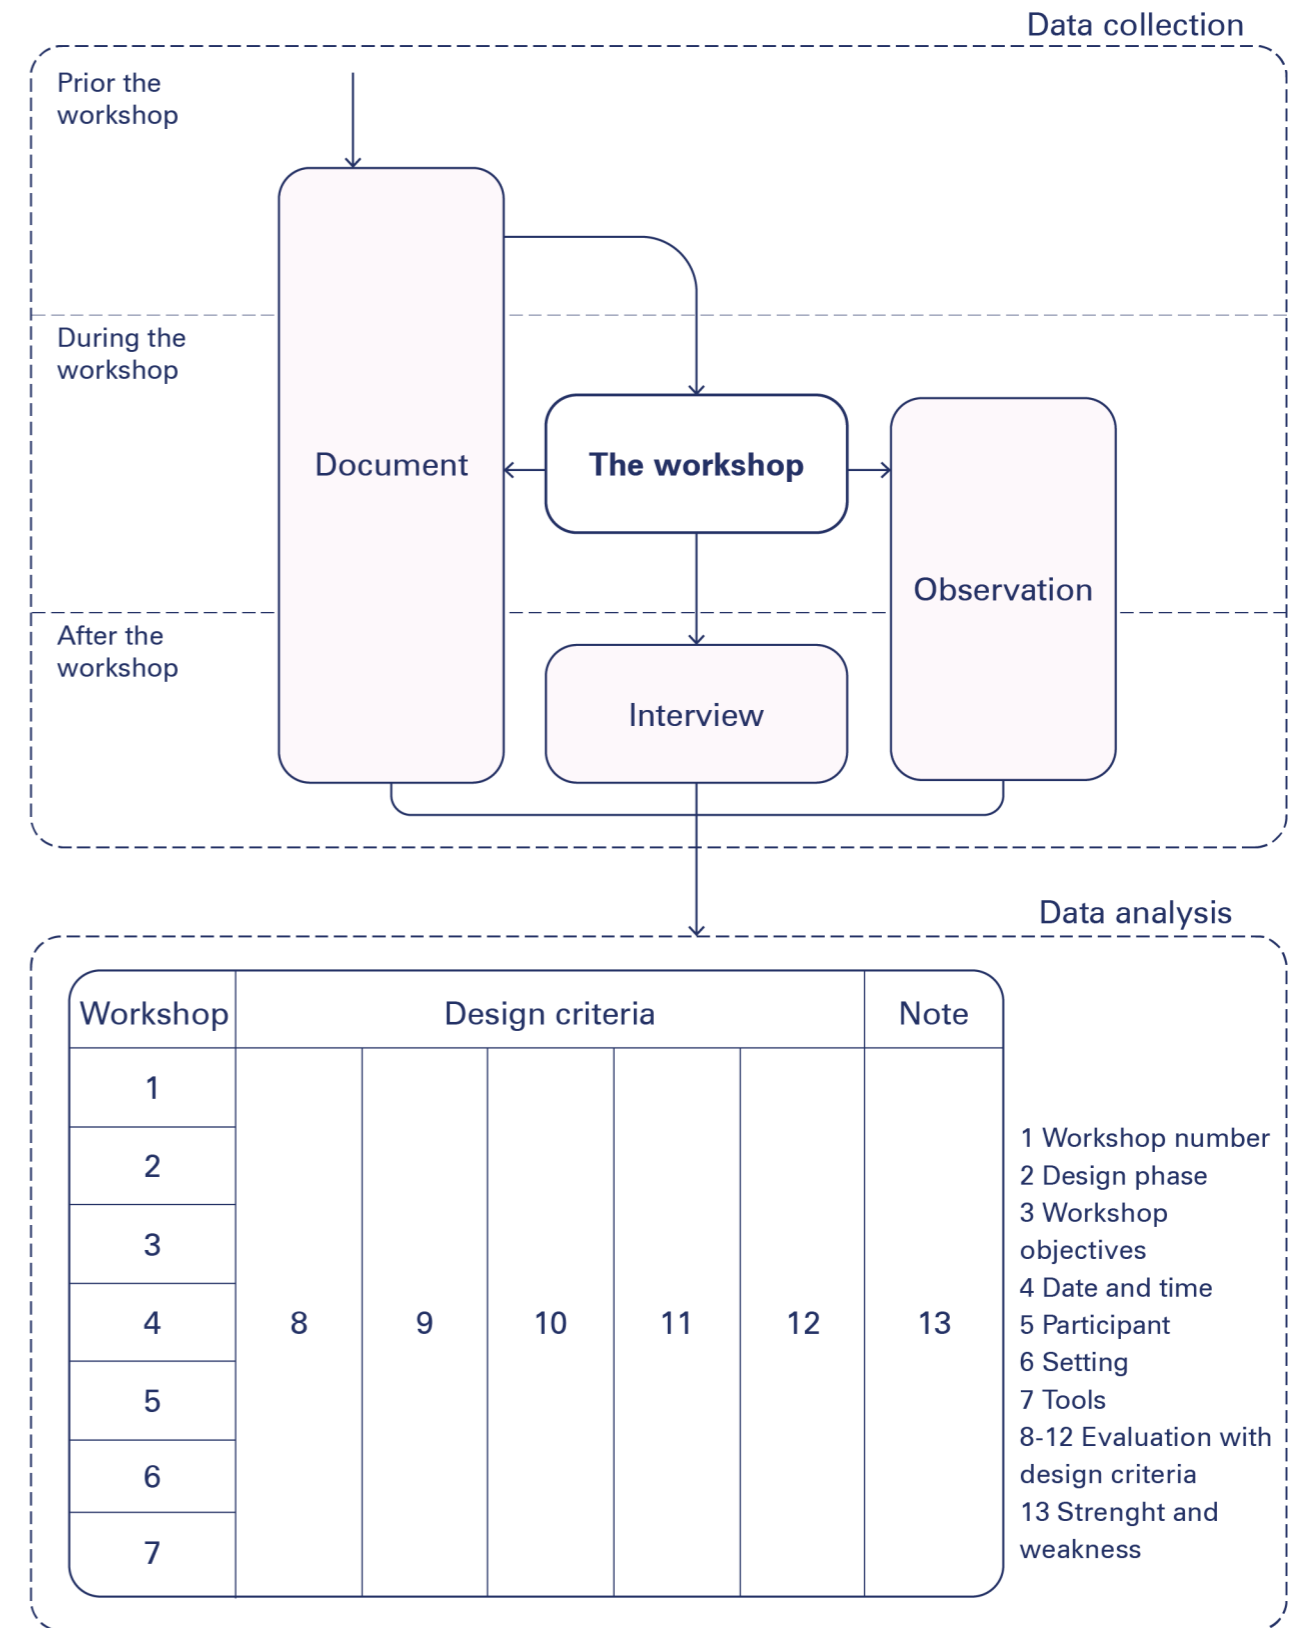 Data collection
Prior the
workshop
During the
workshop
Document
The workshop
Observation
After the
workshop
Interview
Data analysis
Workshop
Design criteria
Note
1
2
3
4
5
6
7
8
9
10
11
12
13
1 Workshop number
2 Design phase
3 Workshop
objectives
4 Date and time
5 Participant
6 Setting
7 Tools
8-12 Evaluation with
design criteria
13 Strenght and
weakness